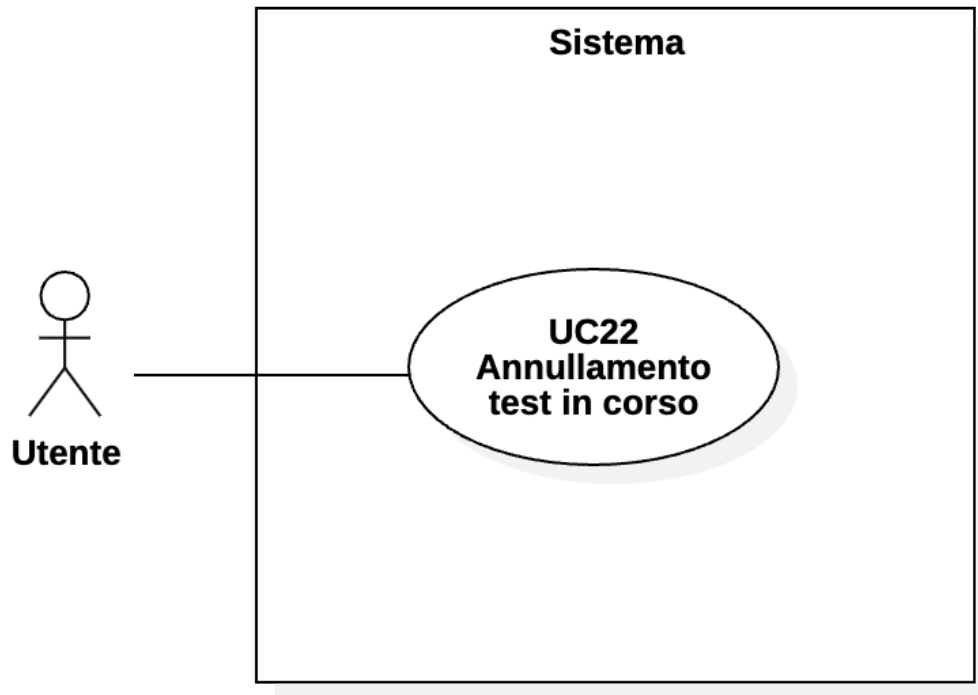 Sistema
UC22
Annullamento
test in corso
Utente